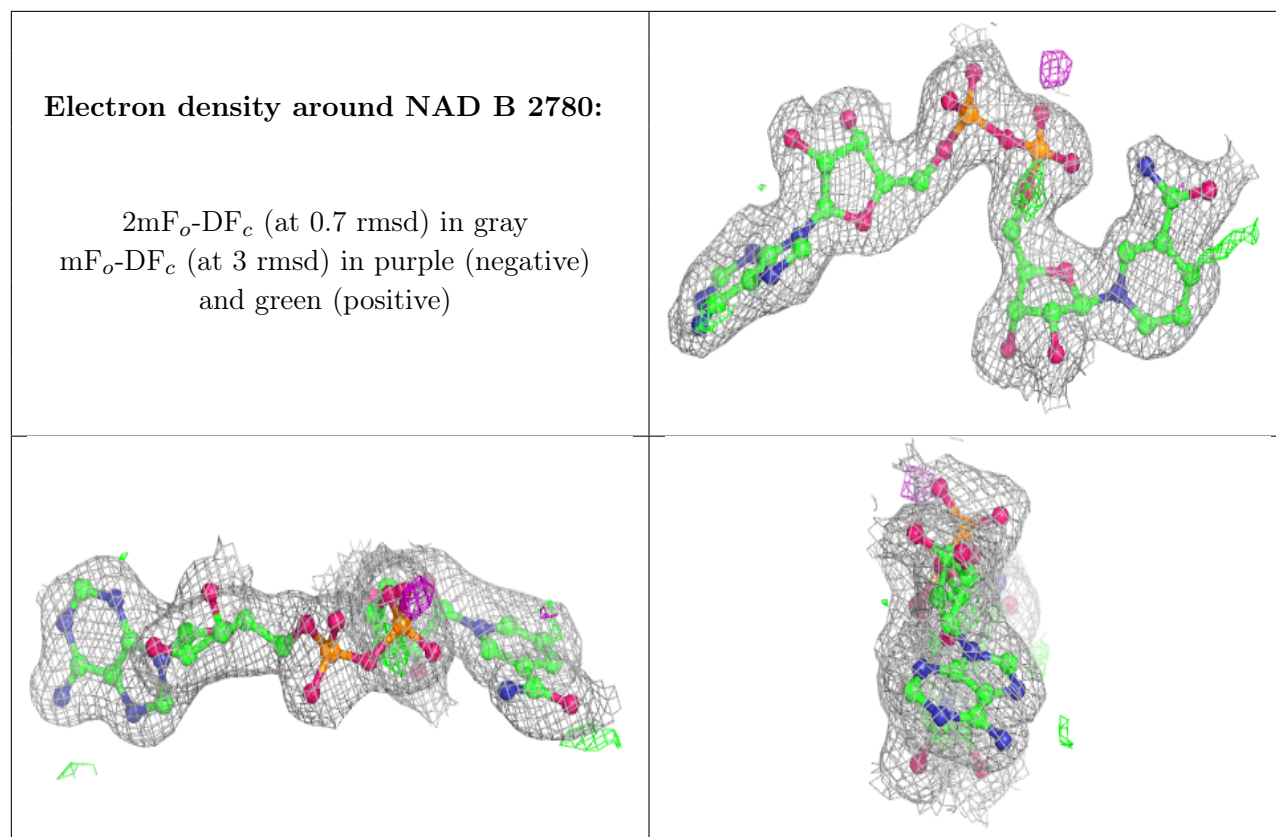 Electron density around NAD B 2780:
2mFo-DFc (at 0.7 rmsd) in gray
mFo-DFc (at 3 rmsd) in purple (negative)
and green (positive)